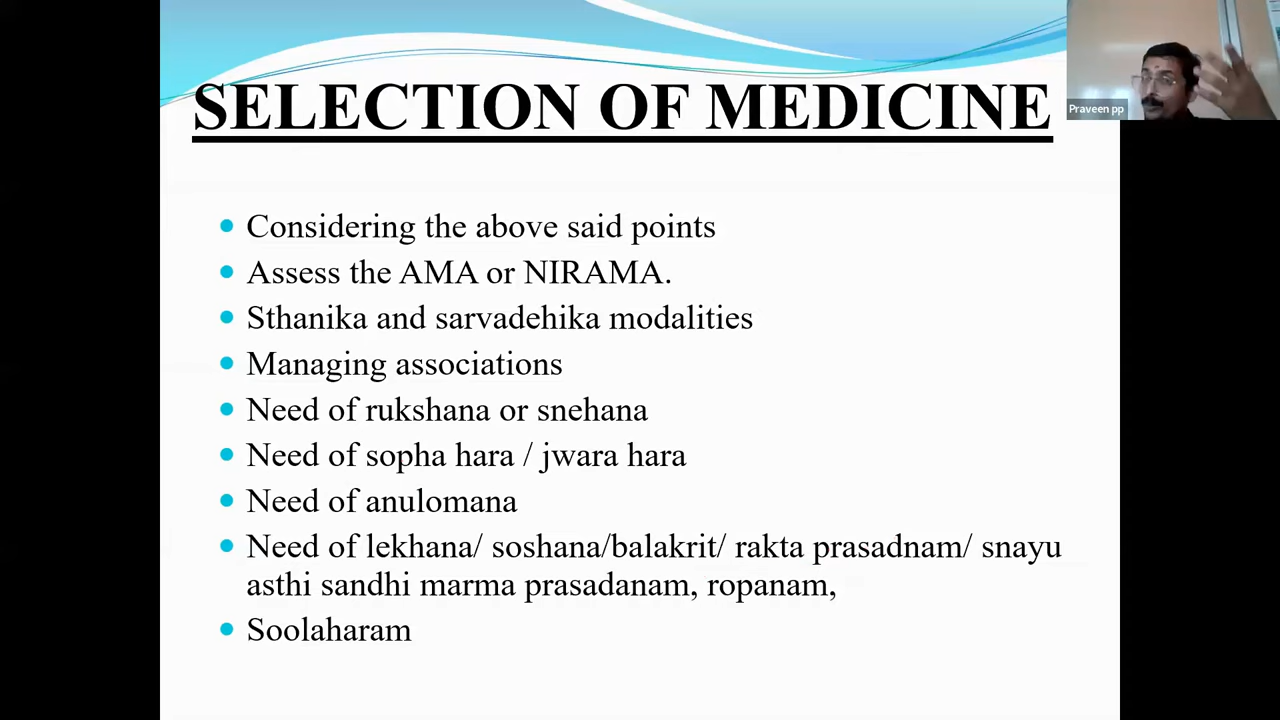 SELECTION OF MEDICINE
Praveen pp
Considering the above said points
Assess the AMA or NIRAMA.
Sthanika and sarvadehika modalities
Managing associations
Need of rukshana or snehana
Need of sopha hara / jwara hara
Need of anulomana
Need of lekhana/ soshana/balakrit/ rakta prasadnam/ snayu
asthi sandhi marma prasadanam, ropanam,
Soolaharam